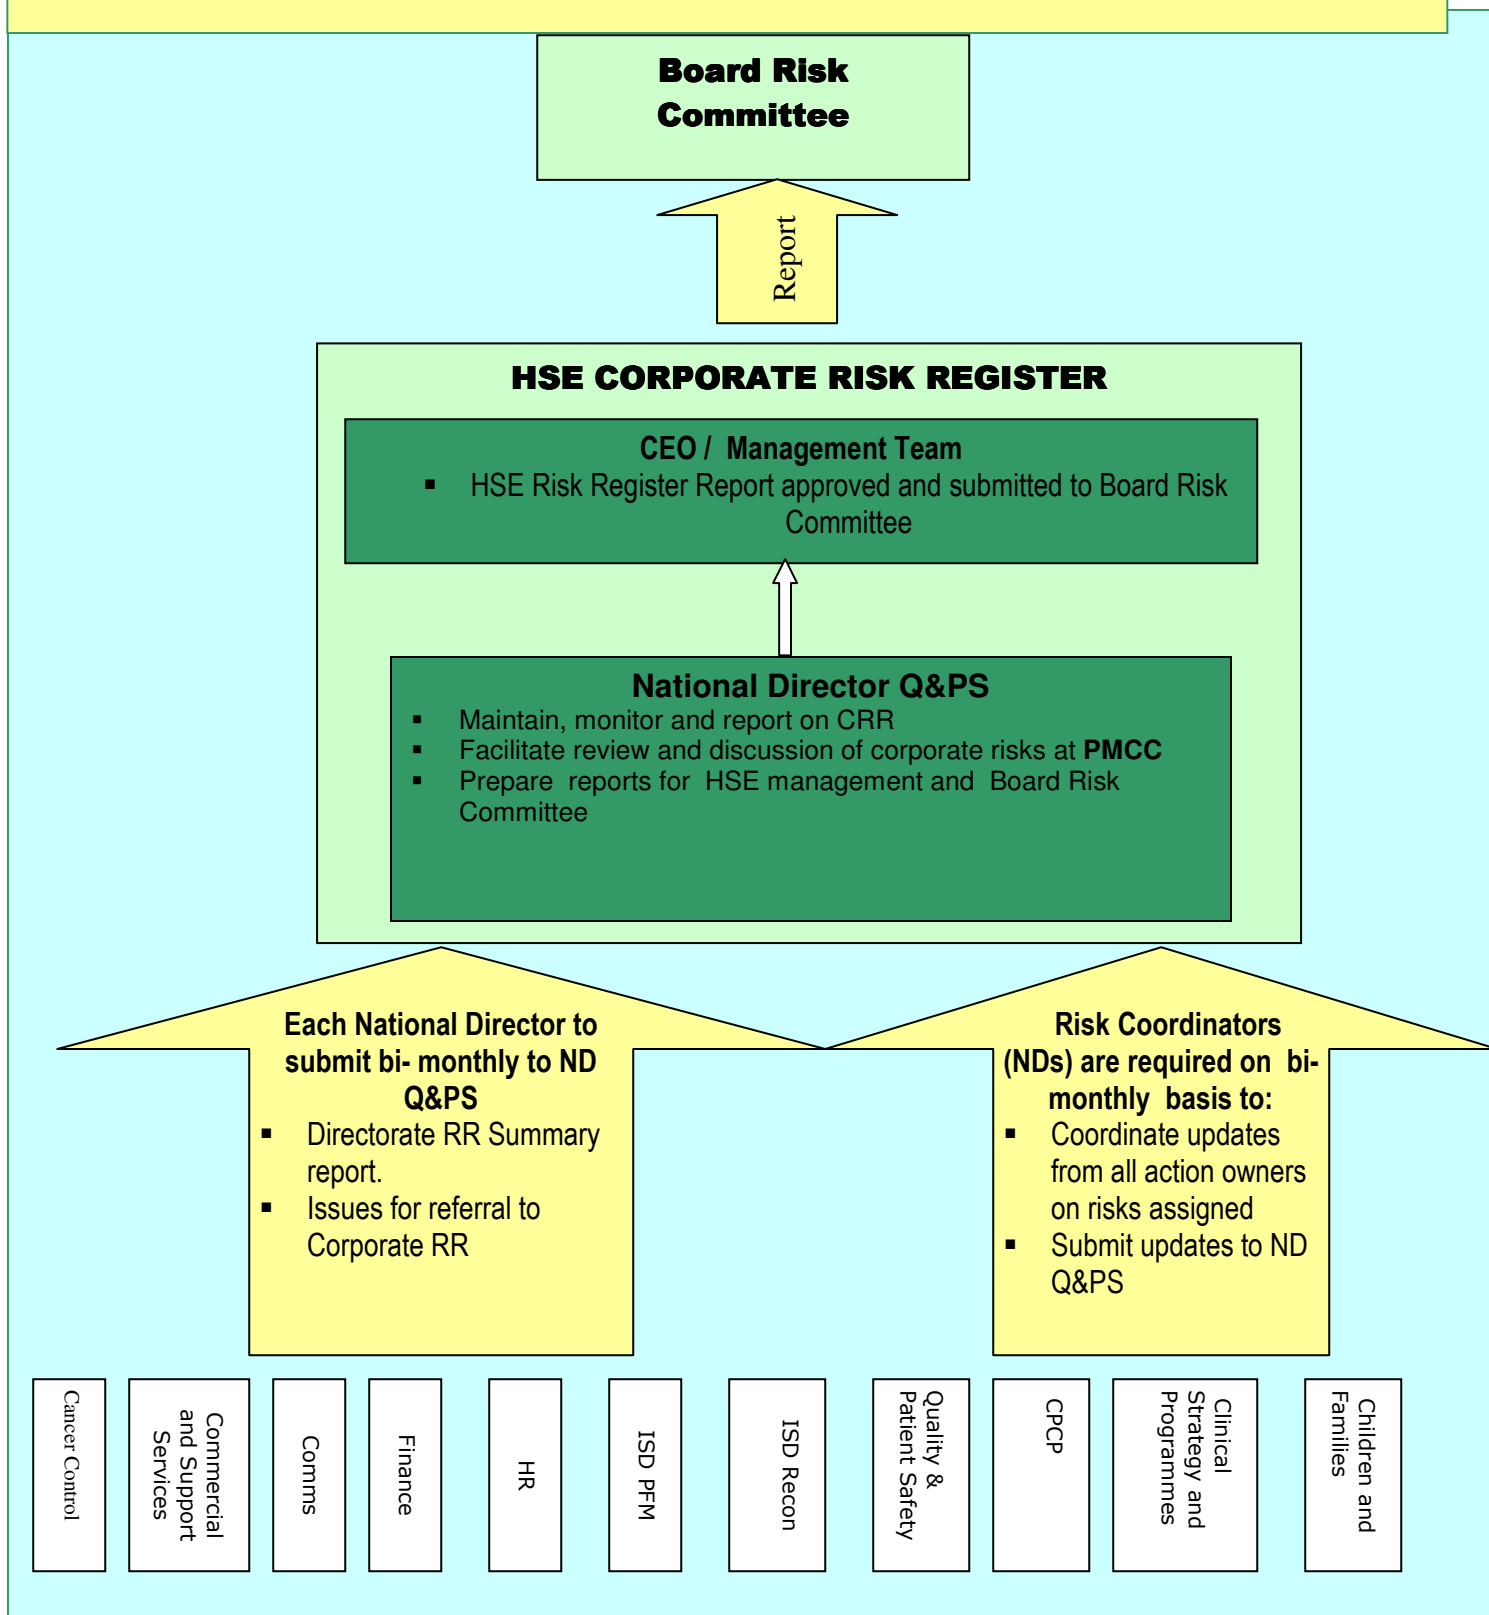 Board Risk
Committee
Report
HSE CORPORATE RISK REGISTER
CEO / Management Team
▪ HSE Risk Register Report approved and submitted to Board Risk
Committee
National Director Q&PS
▪ Maintain, monitor and report on CRR
▪ Facilitate review and discussion of corporate risks at PMCC
▪ Prepare reports for HSE management and Board Risk
Committee
Each National Director to
submit bi- monthly to ND
Q&PS
▪ Directorate RR Summary
report.
▪ Issues for referral to
Corporate RR
Risk Coordinators
(NDs) are required on bi-
monthly basis to:
▪ Coordinate updates
from all action owners
on risks assigned
▪ Submit updates to ND
Q&PS
Cancer Control
Commercial
and Support
Services
Comms
Finance
HR
ISD PFM
ISD Recon
Quality &
Patient Safety
CPCP
Clinical
Strategy and
Programmes
Children and
Families